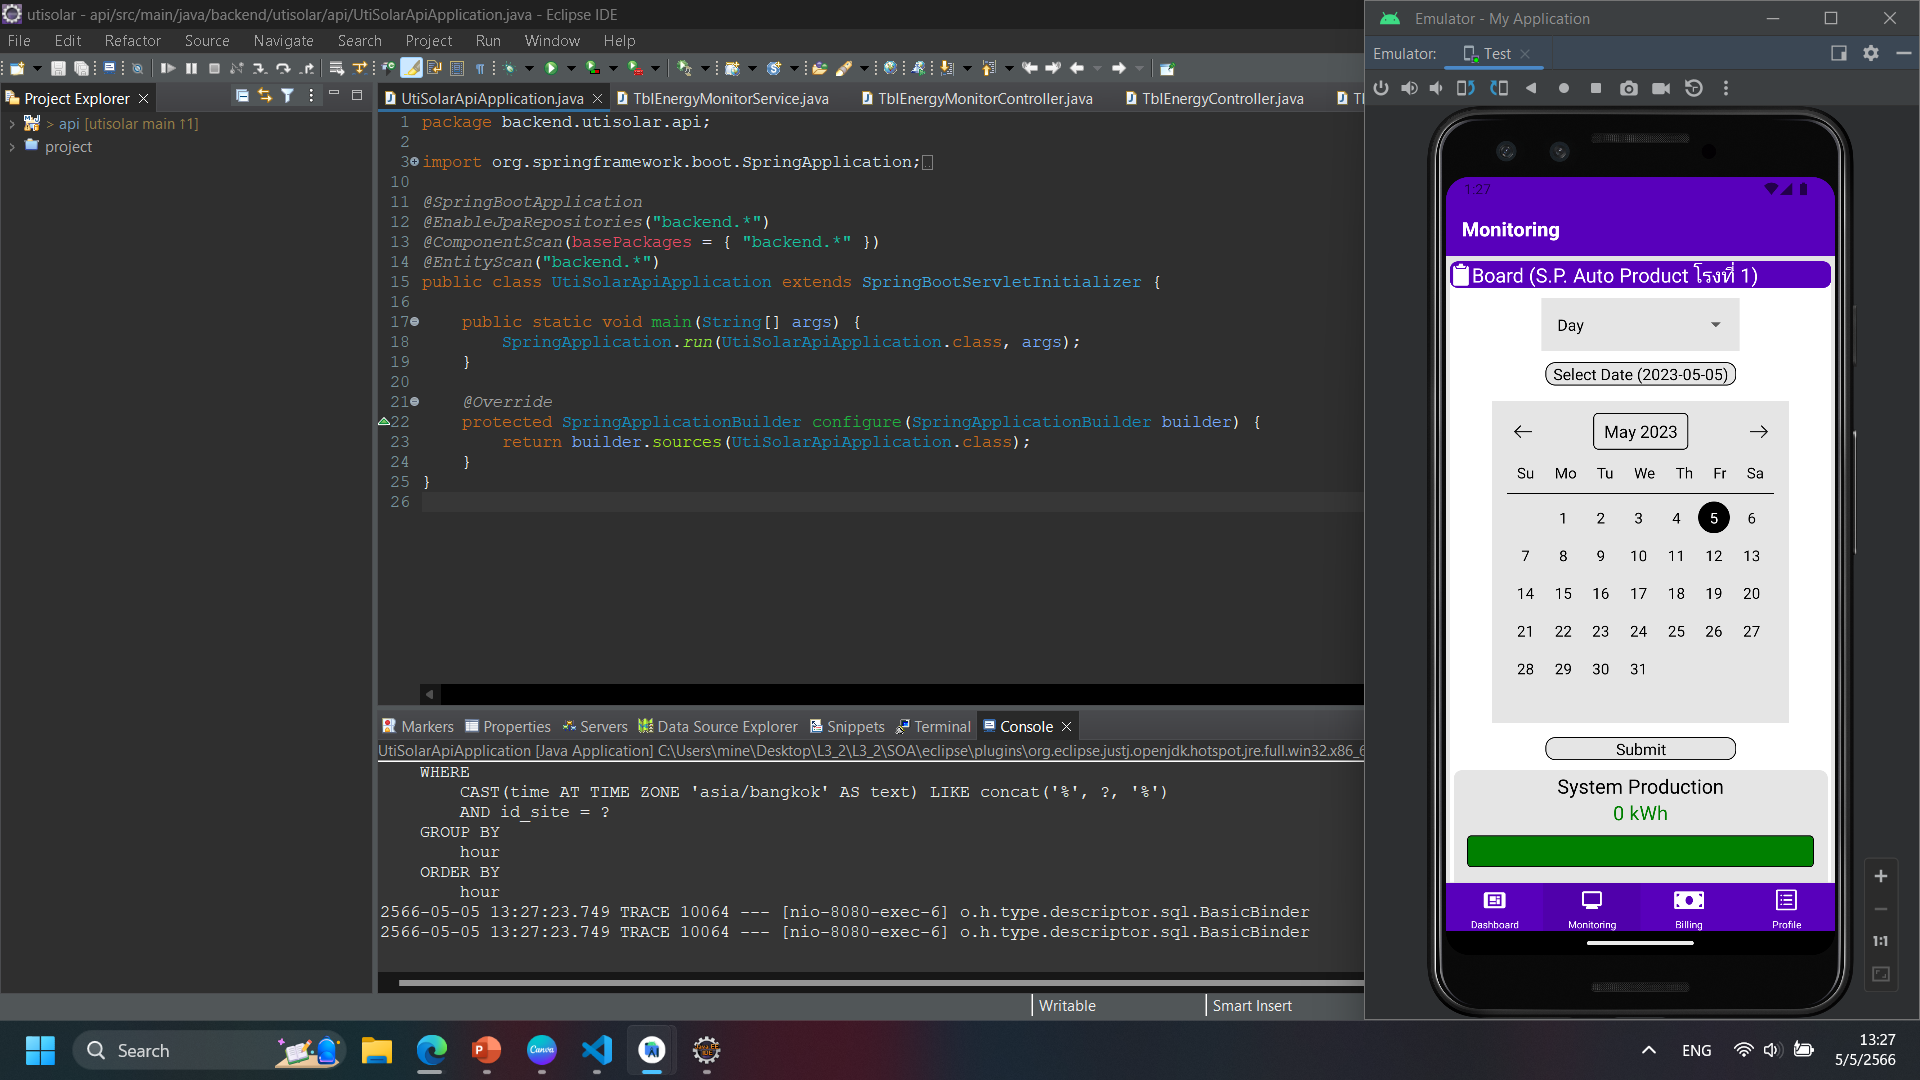 utisolar - api/src/main/java/backend/utisolar/api/UtiSolarApiApplication.java - Eclipse IDE
File Edit Refactor Source Navigate Search Project Run Window Help
Project Explorer
> api [utisolar main ↑1]
project
UtiSolarApiApplication.java
TblEnergyMonitorService.java
TblEnergyMonitorController.java
TblEnergyController.java
1 package backend.utisolar.api;
2
3 import org.springframework.boot.SpringApplication;
10
11 @SpringBootApplication
12 @EnableJpaRepositories("backend.*")
13 @ComponentScan(basePackages = { "backend.*" })
14 @EntityScan("backend.*")
15 public class UtiSolarApiApplication extends SpringBootServletInitializer {
16
17 public static void main(String[] args) {
18 SpringApplication.run(UtiSolarApiApplication.class, args);
19 }
20
21 @Override
22 protected SpringApplicationBuilder configure(SpringApplicationBuilder builder) {
23 return builder.sources(UtiSolarApiApplication.class);
24 }
25 }
26
Markers Properties Servers Data Source Explorer Snippets Terminal Console
UtiSolarApiApplication [Java Application] C:\Users\mine\Desktop\L3_2\L3_2\SOA\eclipse\plugins\org.eclipse.justj.openjdk.hotspot.jre.full.win32.x86_6
WHERE
CAST(time AT TIME ZONE 'asia/bangkok' AS text) LIKE concat('%', ?, '%')
AND id_site = ?
GROUP BY
hour
ORDER BY
hour
2566-05-05 13:27:23.749 TRACE 10064 --- [nio-8080-exec-6] o.h.type.descriptor.sql.BasicBinder
2566-05-05 13:27:23.749 TRACE 10064 --- [nio-8080-exec-6] o.h.type.descriptor.sql.BasicBinder
Writable
Smart Insert
Emulator - My Application
Emulator: Test
1:27
Monitoring
Board (S.P. Auto Product โรงที่ 1)
Day
Select Date (2023-05-05)
May 2023
Su Mo Tu We Th Fr Sa
1 2 3 4 5 6
7 8 9 10 11 12 13
14 15 16 17 18 19 20
21 22 23 24 25 26 27
28 29 30 31
Submit
System Production
0 kWh
Dashboard Monitoring Billing Profile
1:1
Search
Canva
ENG
13:27
5/5/2566